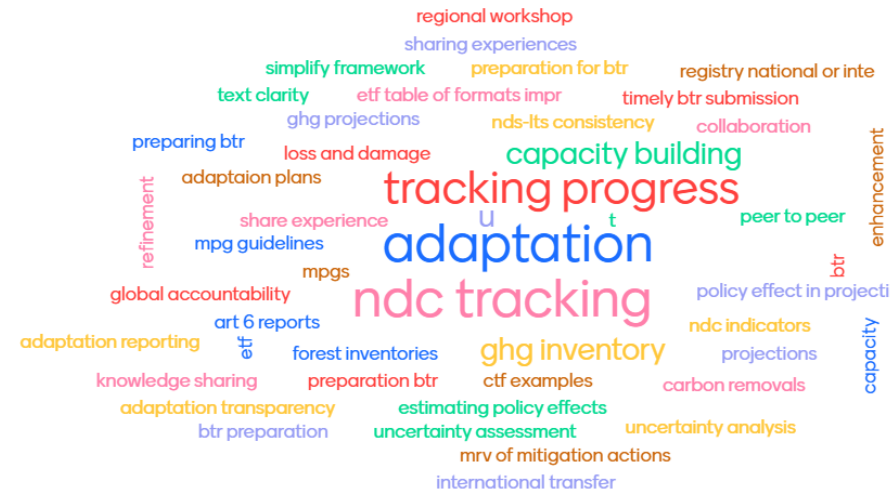 regional workshop
sharing experiences
simplify framework
preparation for btr
registry national or inte
text clarity
etf table of formats impr
timely btr submission
ghg projections
nds-lts consistency
collaboration
preparing btr
loss and damage
capacity building
enhancement
adaptaion plans
tracking progress
refinement
share experience
u
t
peer to peer
mpg guidelines
adaptation
btr
mpgs
global accountability
ndc tracking
policy effect in projecti
art 6 reports
ndc indicators
adaptation reporting
etf
forest inventories
ghg inventory
projections
capacity
knowledge sharing
preparation btr
ctf examples
carbon removals
adaptation transparency
estimating policy effects
btr preparation
uncertainty assessment
uncertainty analysis
mrv of mitigation actions
international transfer